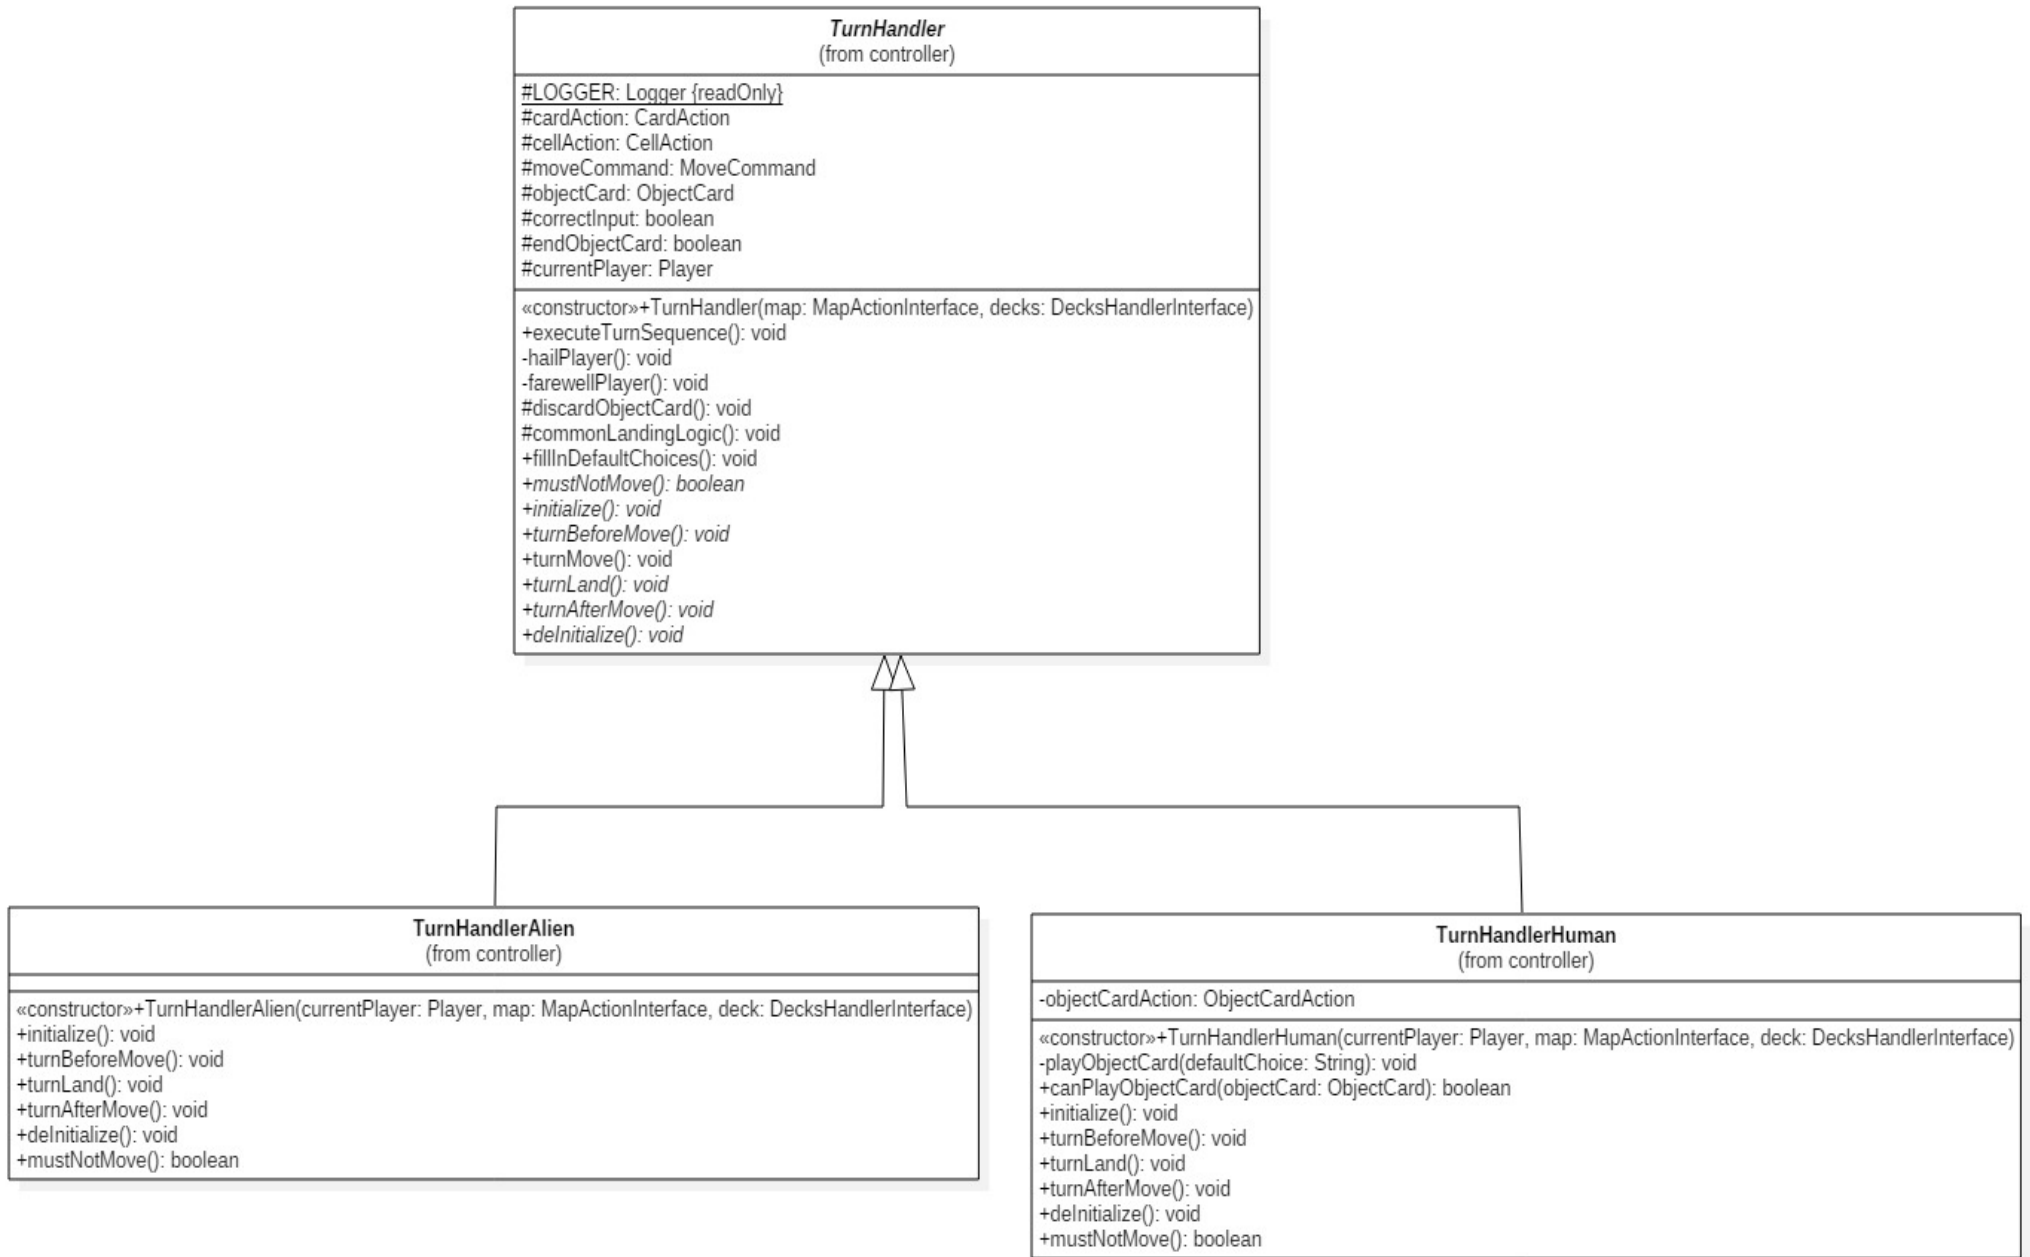 TurnHandler
(from controller)
#LOGGER: Logger {readOnly}
#cardAction: CardAction
#cellAction: CellAction
#moveCommand: MoveCommand
#objectCard: ObjectCard
#correctInput: boolean
#endObjectCard: boolean
#currentPlayer: Player
«constructor»+TurnHandler(map: MapActionInterface, decks: DecksHandlerInterface)
+executeTurnSequence(): void
-hailPlayer(): void
-farewellPlayer(): void
#discardObjectCard(): void
#commonLandingLogic(): void
+fillInDefaultChoices(): void
+mustNotMove(): boolean
+initialize(): void
+turnBeforeMove(): void
+turnMove(): void
+turnLand(): void
+turnAfterMove(): void
+deInitialize(): void
TurnHandlerAlien
(from controller)
«constructor»+TurnHandlerAlien(currentPlayer: Player, map: MapActionInterface, deck: DecksHandlerInterface)
+initialize(): void
+turnBeforeMove(): void
+turnLand(): void
+turnAfterMove(): void
+deInitialize(): void
+mustNotMove(): boolean
TurnHandlerHuman
(from controller)
-objectCardAction: ObjectCardAction
«constructor»+TurnHandlerHuman(currentPlayer: Player, map: MapActionInterface, deck: DecksHandlerInterface)
-playObjectCard(defaultChoice: String): void
+canPlayObjectCard(objectCard: ObjectCard): boolean
+initialize(): void
+turnBeforeMove(): void
+turnLand(): void
+turnAfterMove(): void
+deInitialize(): void
+mustNotMove(): boolean